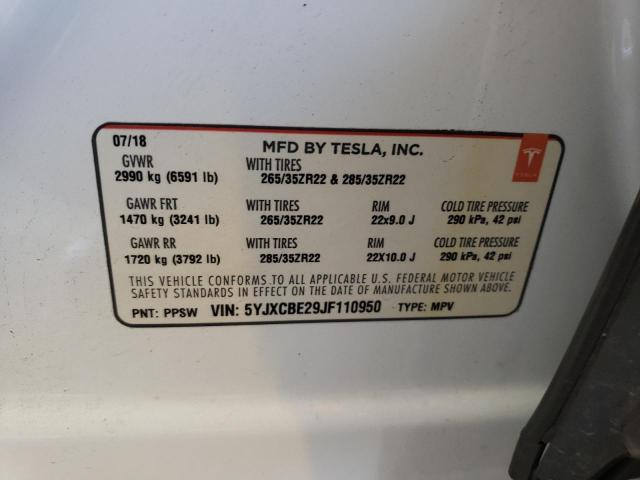 07/18 MFD BY TESLA, INC.
GVWR WITH TIRES
2990 kg (6591 lb) 265/35ZR22 & 285/35ZR22
TESLA
GAWR FRT WITH TIRES RIM COLD TIRE PRESSURE
1470 kg (3241 lb) 265/35ZR22 22x9.0 J 290 kPa, 42 psi
GAWR RR WITH TIRES RIM COLD TIRE PRESSURE
1720 kg (3792 lb) 285/35ZR22 22X10.0 J 290 kPa, 42 psi
THIS VEHICLE CONFORMS TO ALL APPLICABLE U.S. FEDERAL MOTOR VEHICLE
SAFETY STANDARDS IN EFFECT ON DATE OF MANUFACTURE SHOWN ABOVE.
PNT: PPSW VIN: 5YJXCBE29JF110950 TYPE: MPV